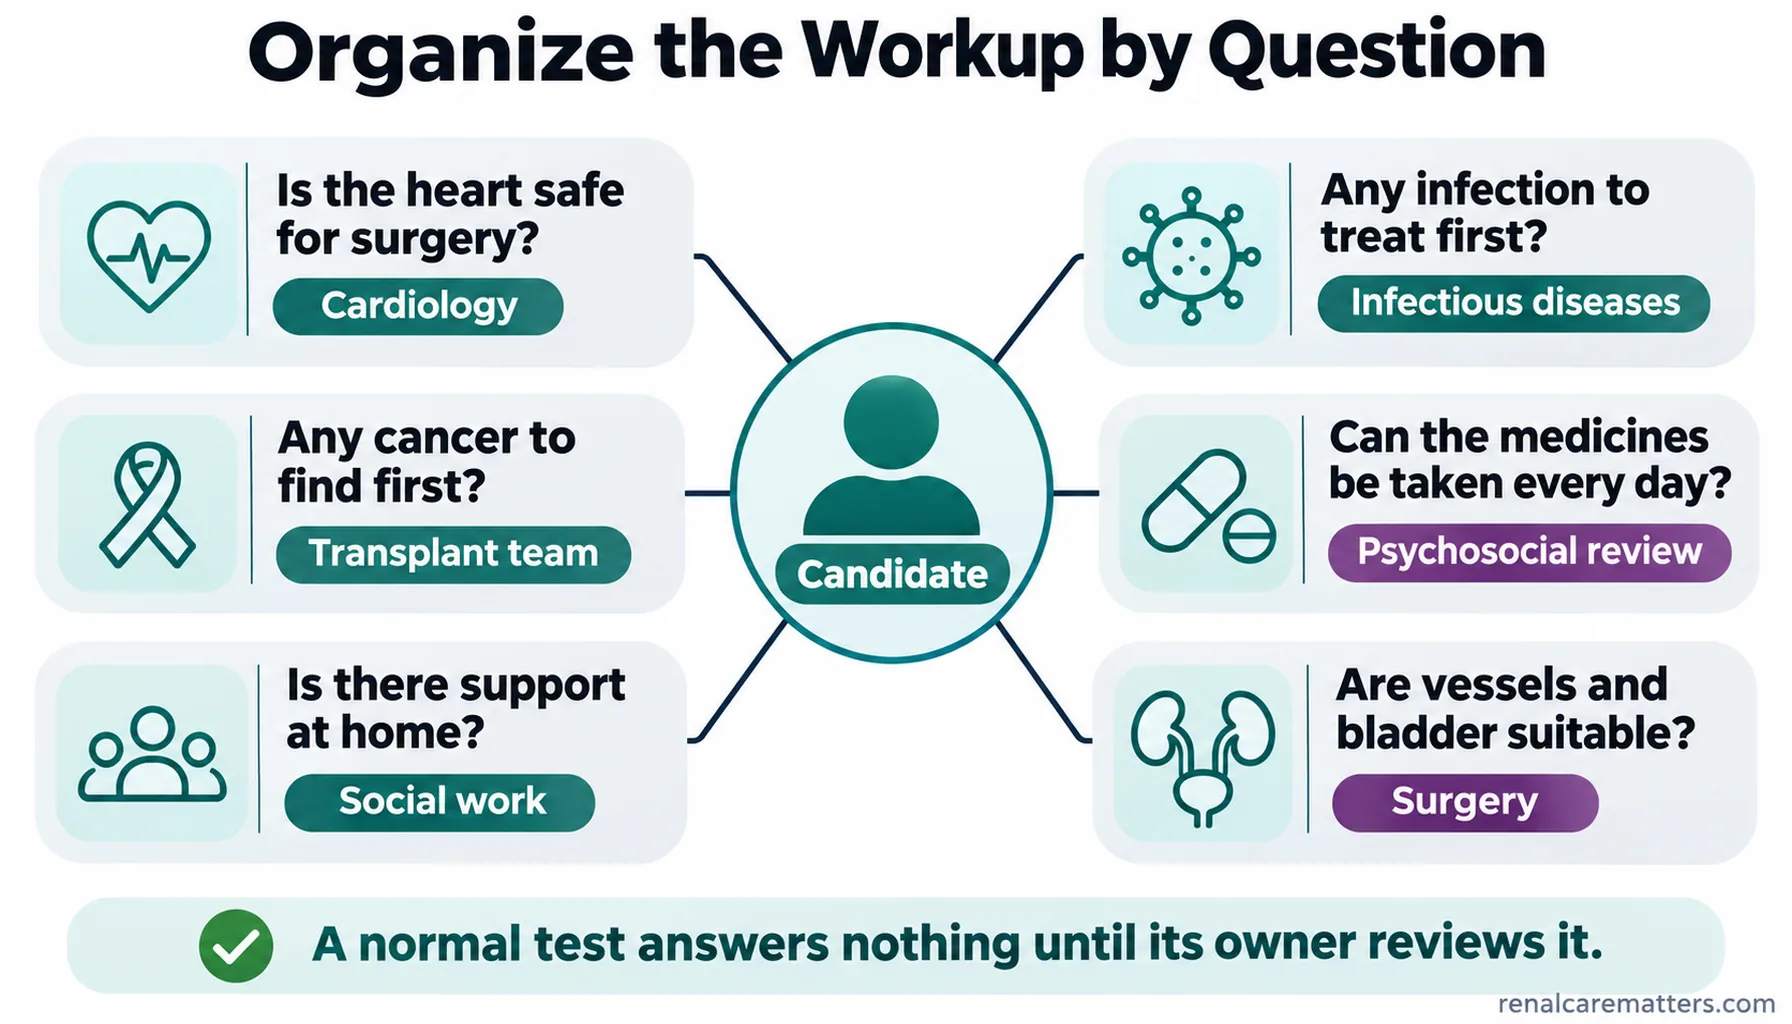 Organize the Workup by Question
Is the heart safe
for surgery?
Cardiology
Any cancer to
find first?
Transplant team
Is there support
at home?
Social work
Candidate
Any infection to
treat first?
Infectious diseases
Can the medicines
be taken every day?
Psychosocial review
Are vessels and
bladder suitable?
Surgery
A normal test answers nothing until its owner reviews it.
renalcarematters.com